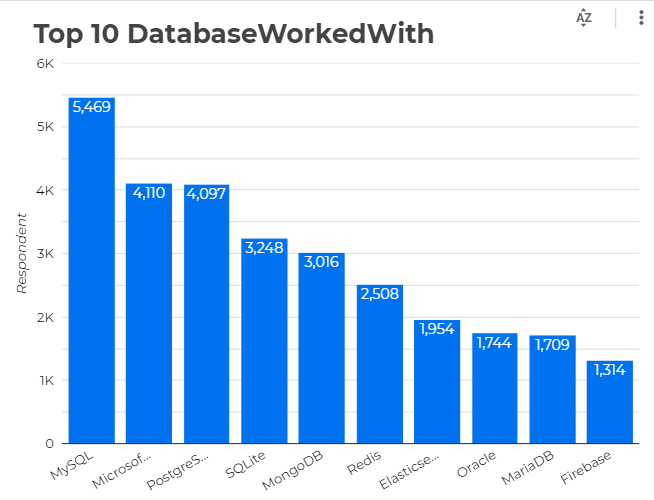 AZ
Top 10 DatabaseWorkedWith
6K
5K
4K
3K
2K
1K
0
Respondent
5,469
4,110
4,097
3,248
3,016
2,508
1,954
1,744
1,709
1,314
MySQL
Microsof...
PostgreS...
SQLite
MongoDB
Redis
Elasticse...
Oracle
MariaDB
Firebase